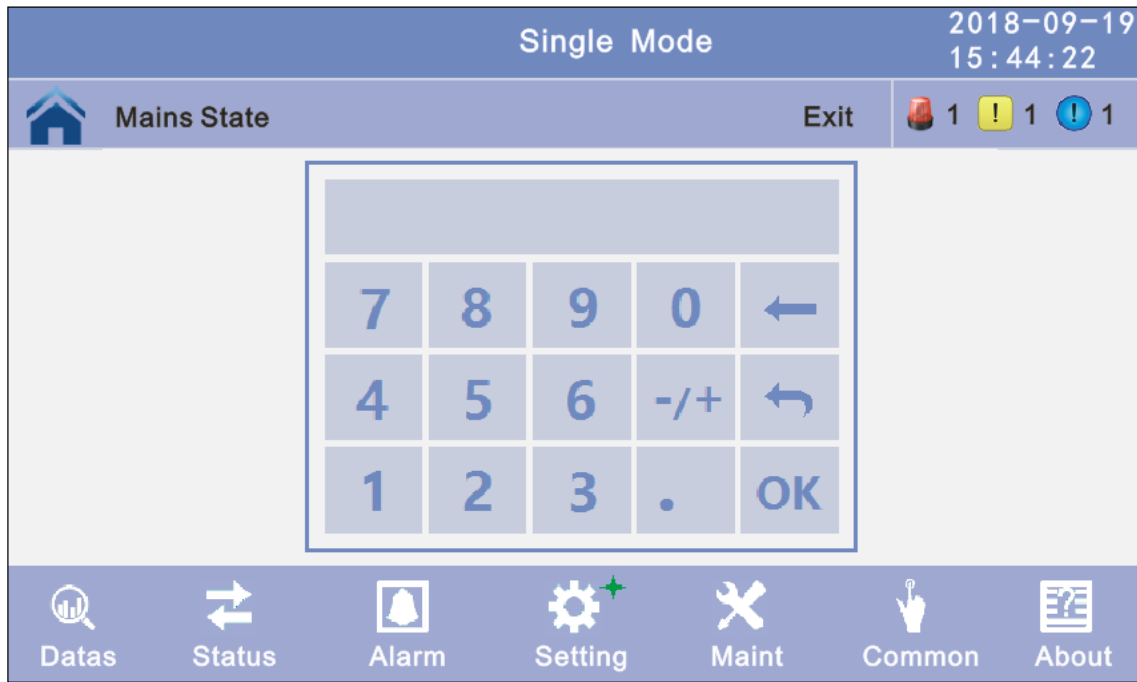 Single Mode
2018-09-19
15:44:22
Mains State
Exit
1 ! 1 ! 1
7 8 9 0
4 5 6 -/+
1 2 3 . OK
?
Datas Status Alarm Setting Maint Common About